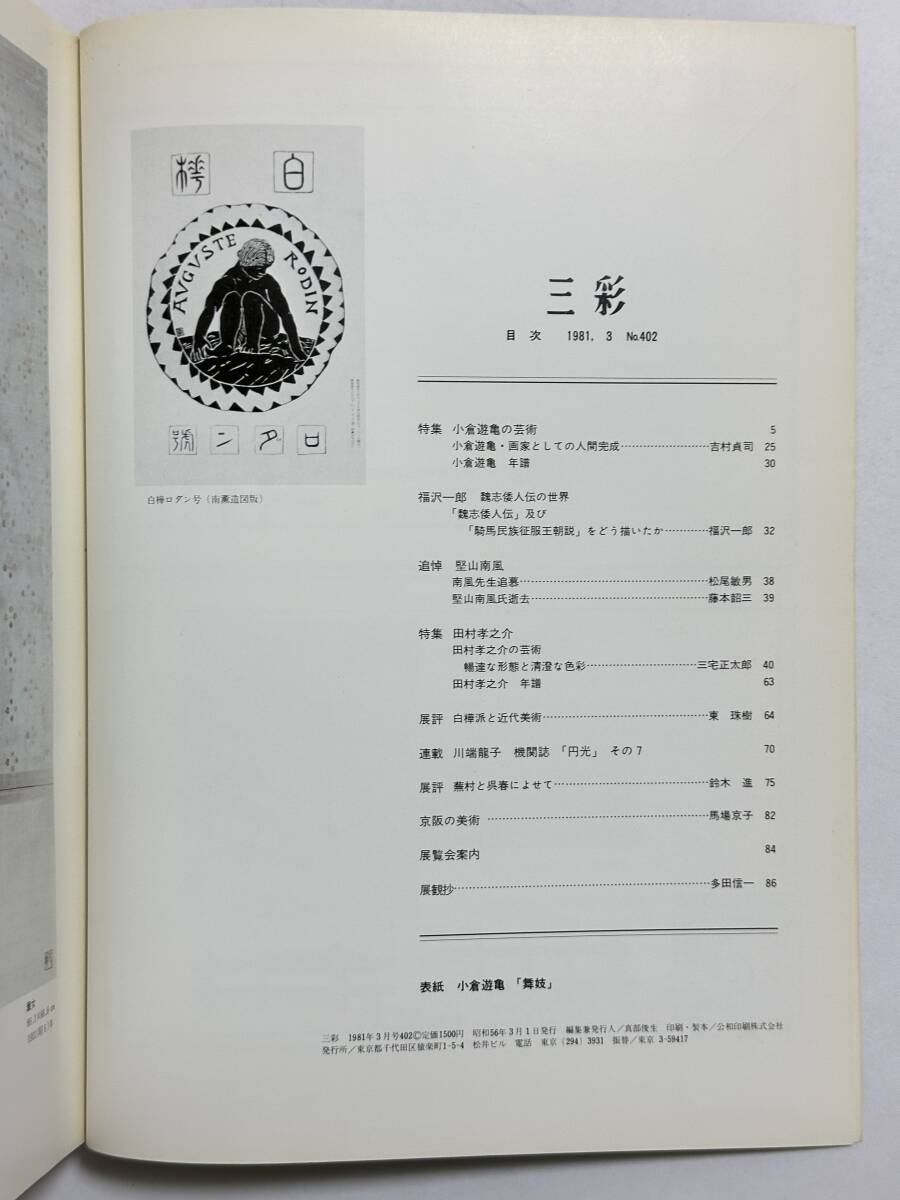 白
樺
AVGVSTE RODIN
ロダン號
白樺ロダン号（南薫造図版）
三彩
目次 1981, 3 No.402
特集 小倉遊亀の芸術 5
小倉遊亀・画家としての人間完成 吉村貞司 25
小倉遊亀 年譜 30
福沢一郎 魏志倭人伝の世界
「魏志倭人伝」及び
「騎馬民族征服王朝説」をどう描いたか 福沢一郎 32
追悼 堅山南風
南風先生追慕 松尾敏男 38
堅山南風氏逝去 藤本韶三 39
特集 田村孝之介
田村孝之介の芸術
暢達な形態と清澄な色彩 三宅正太郎 40
田村孝之介 年譜 63
展評 白樺派と近代美術 東 珠樹 64
連載 川端龍子 機関誌 「円光」 その7 70
展評 蕪村と呉春によせて 鈴木 進 75
京阪の美術 馬場京子 82
展覧会案内 84
展観抄 多田信一 86
表紙 小倉遊亀 「舞妓」
三彩 1981年3月号402©定価1500円 昭和56年3月1日発行 編集兼発行人／真部俊生 印刷・製本／公和印刷株式会社
発行所／東京都千代田区猿楽町1-5-4 松井ビル 電話 東京（294）3931 振替／東京 3-59417